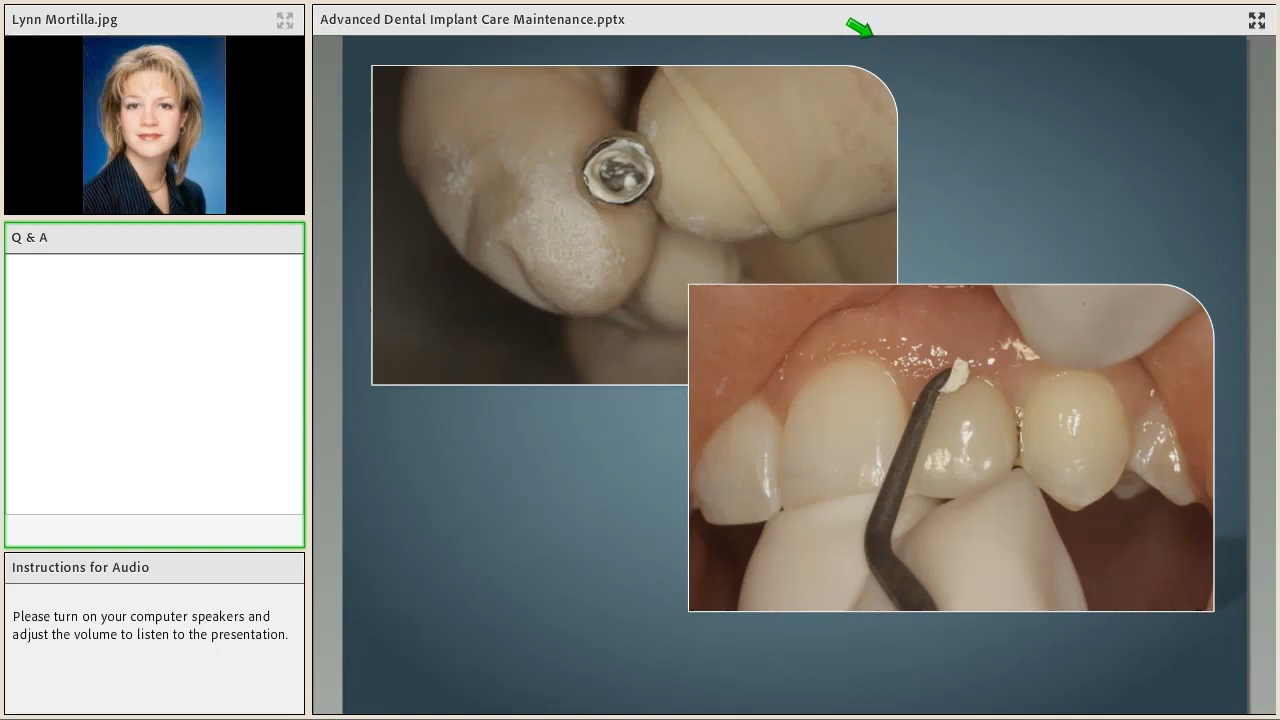 Lynn Mortilla.jpg
Advanced Dental Implant Care Maintenance.pptx
Q & A
Instructions for Audio
Please turn on your computer speakers and
adjust the volume to listen to the presentation.